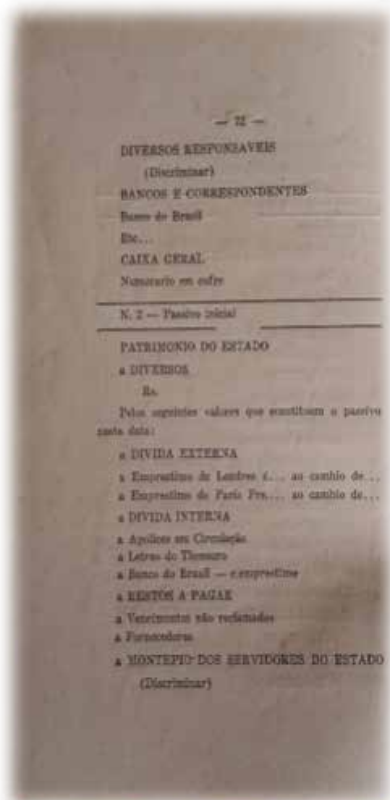 — 32 —
DIVERSOS RESPONSAVEIS
(Discriminar)
BANCOS E CORRESPONDENTES
Banco do Brasil
Etc...
CAIXA GERAL
Numerario em cofre
N. 2 — Passivo inicial
PATRIMONIO DO ESTADO
a DIVERSOS
Rs.
Pelos seguintes valores que constituem o passivo
nesta data:
a DIVIDA EXTERNA
a Emprestimo de Londres £... ao cambio de...
a Emprestimo de Paris Frs... ao cambio de...
a DIVIDA INTERNA
a Apolices em Circulação
a Letras do Thesouro
a Banco do Brasil — c/emprestimo
a RESTOS A PAGAR
a Vencimentos não reclamados
a Fornecedores
a MONTEPIO DOS SERVIDORES DO ESTADO
(Discriminar)